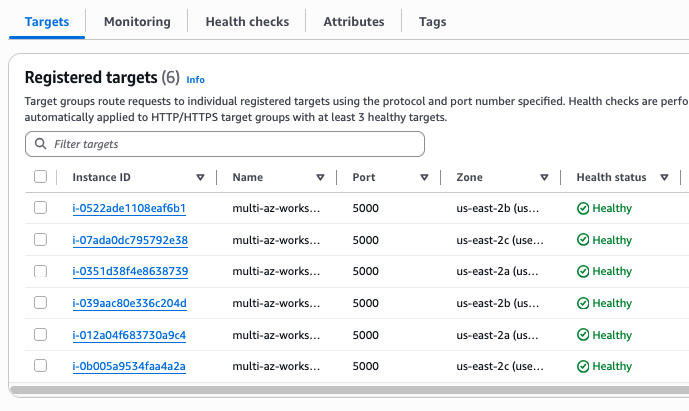 Targets Monitoring Health checks Attributes Tags
Registered targets (6) Info
Target groups route requests to individual registered targets using the protocol and port number specified. Health checks are perfo
automatically applied to HTTP/HTTPS target groups with at least 3 healthy targets.
Filter targets
Instance ID Name Port Zone Health status
i-0522ade1108eaf6b1 multi-az-works... 5000 us-east-2b (us... Healthy
i-07ada0dc795792e38 multi-az-works... 5000 us-east-2c (use... Healthy
i-0351d38f4e8638739 multi-az-works... 5000 us-east-2a (us... Healthy
i-039aac80e336c204d multi-az-works... 5000 us-east-2b (us... Healthy
i-012a04f683730a9c4 multi-az-works... 5000 us-east-2a (us... Healthy
i-0b005a9534faa4a2a multi-az-works... 5000 us-east-2c (use... Healthy